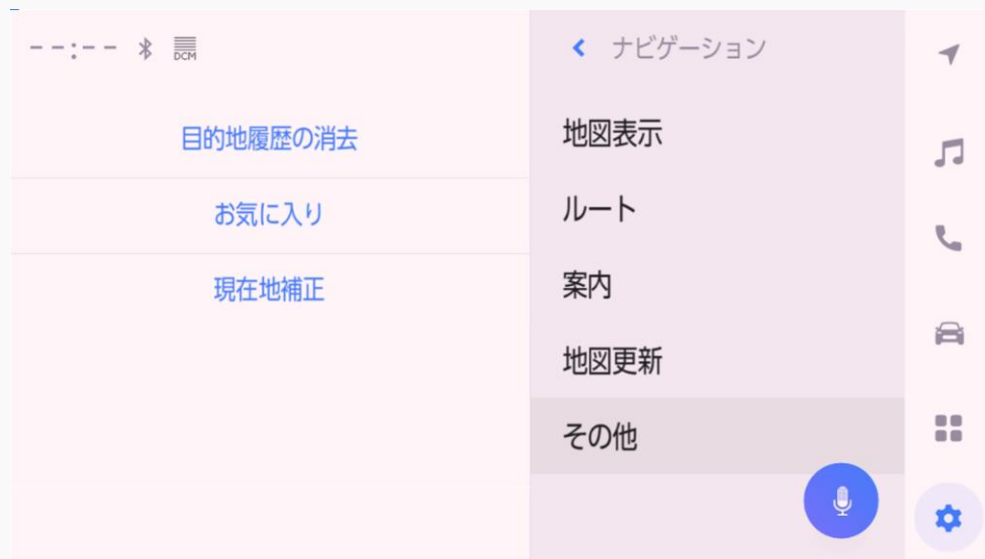 --:--
DCM
目的地履歴の消去
お気に入り
現在地補正
ナビゲーション
地図表示
ルート
案内
地図更新
その他